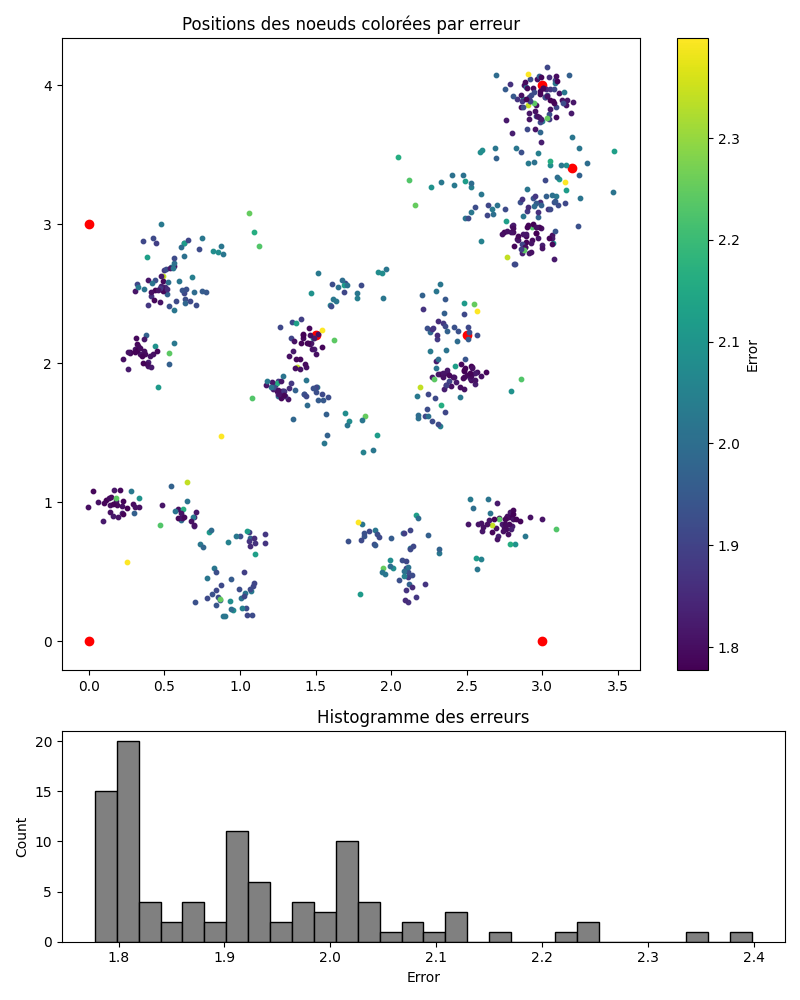 Positions des noeuds colorées par erreur
4
3
2
1
0
0.0 0.5 1.0 1.5 2.0 2.5 3.0 3.5
2.3
2.2
2.1
2.0
1.9
1.8
Error
Histogramme des erreurs
20
15
10
5
0
Count
1.8 1.9 2.0 2.1 2.2 2.3 2.4
Error